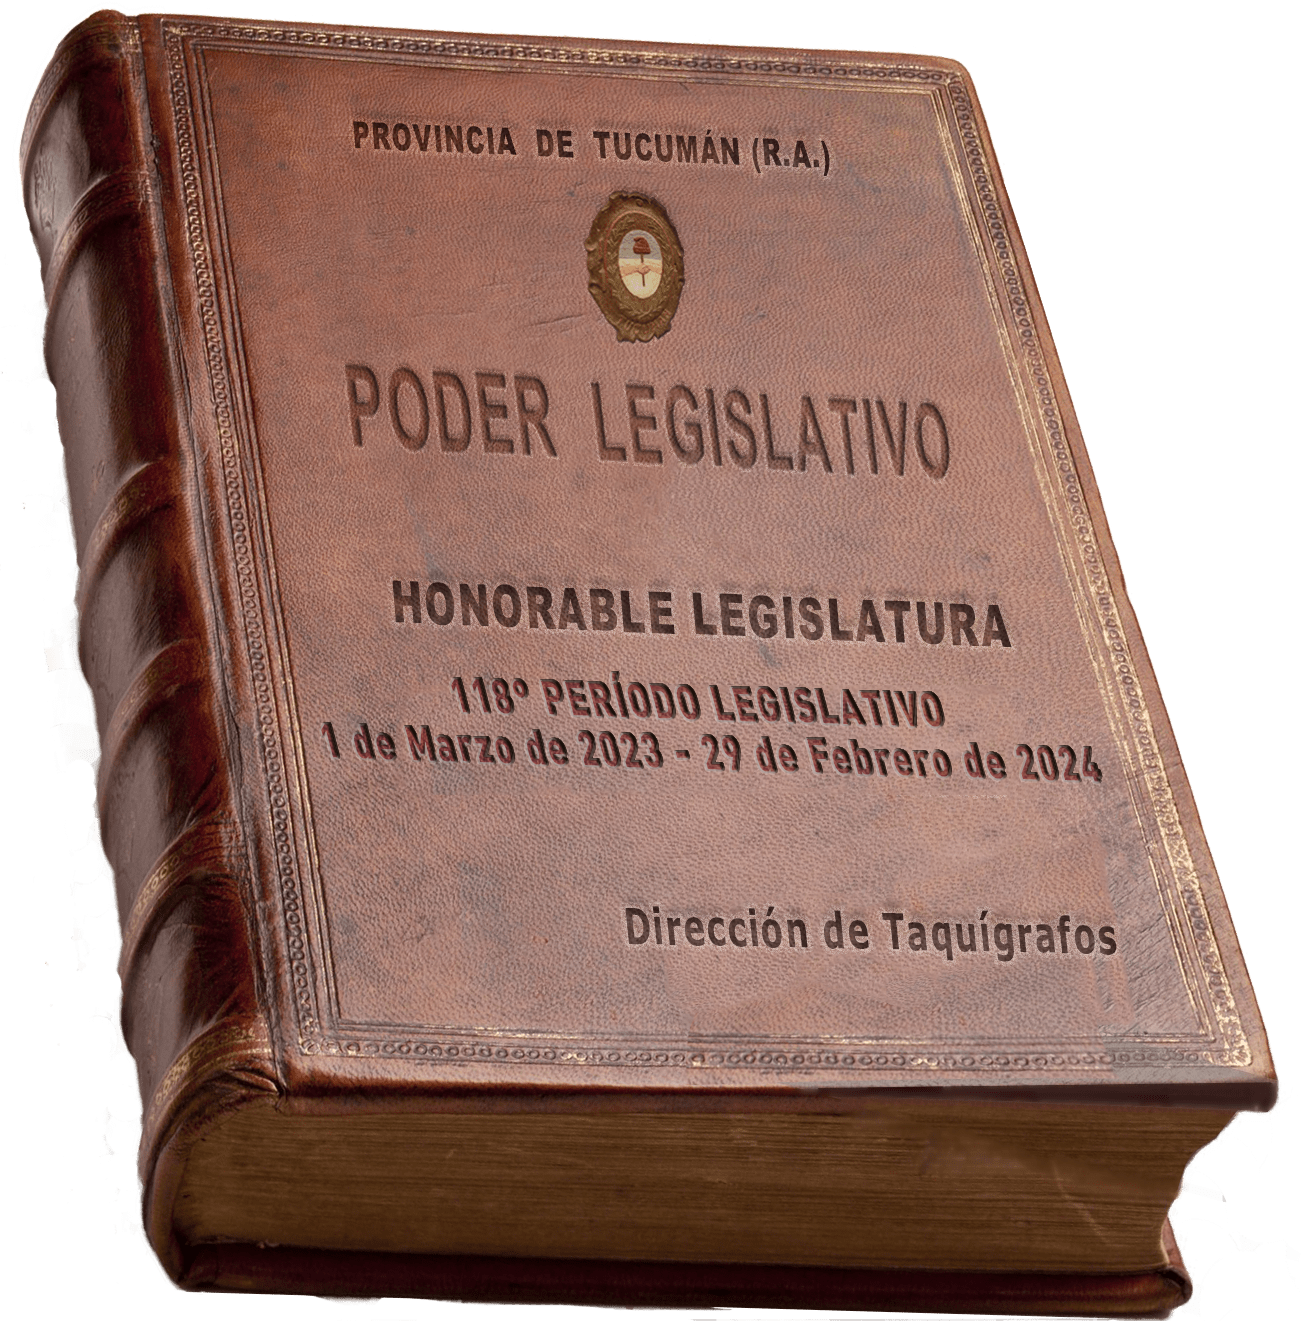 PROVINCIA DE TUCUMÁN (R.A.)
PODER LEGISLATIVO
HONORABLE LEGISLATURA
118º PERÍODO LEGISLATIVO
1 de Marzo de 2023 - 29 de Febrero de 2024
Dirección de Taquígrafos